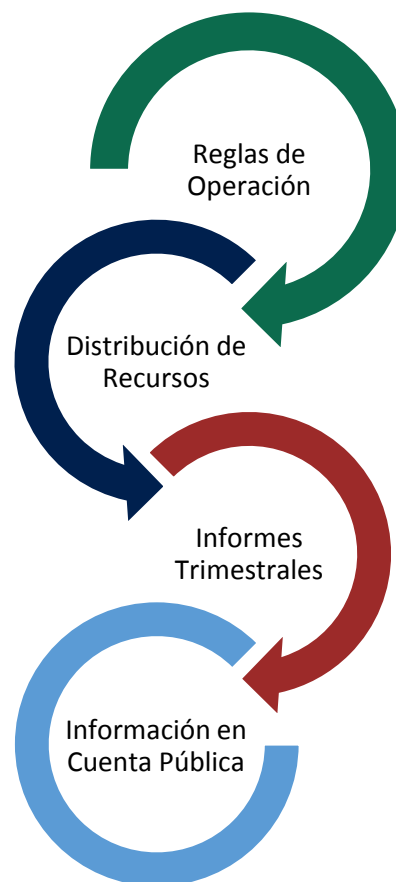 Reglas de
Operación
Distribución de
Recursos
Informes
Trimestrales
Información en
Cuenta Pública